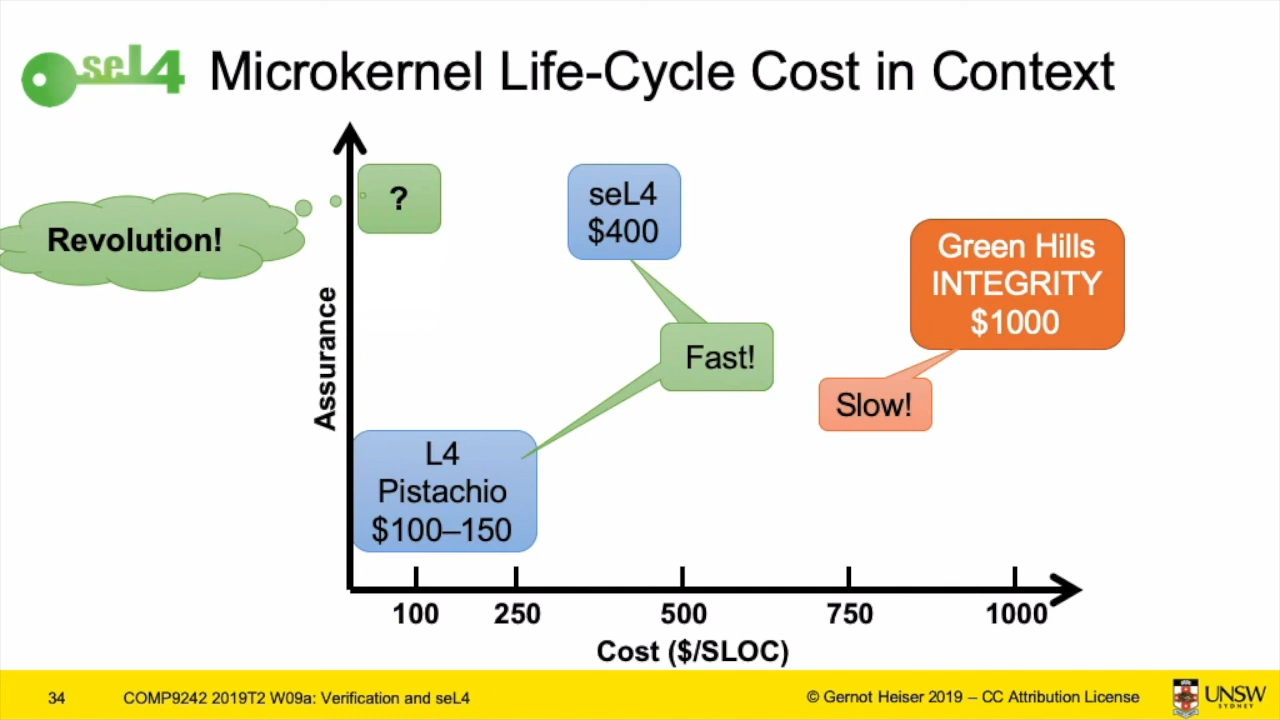 seL4
Microkernel Life-Cycle Cost in Context
Revolution!
?
seL4
$400
Green Hills
INTEGRITY
$1000
Fast!
Slow!
L4
Pistachio
$100–150
Assurance
100 250 500 750 1000
Cost ($/SLOC)
34 COMP9242 2019T2 W09a: Verification and seL4 © Gernot Heiser 2019 – CC Attribution License
UNSW
SYDNEY